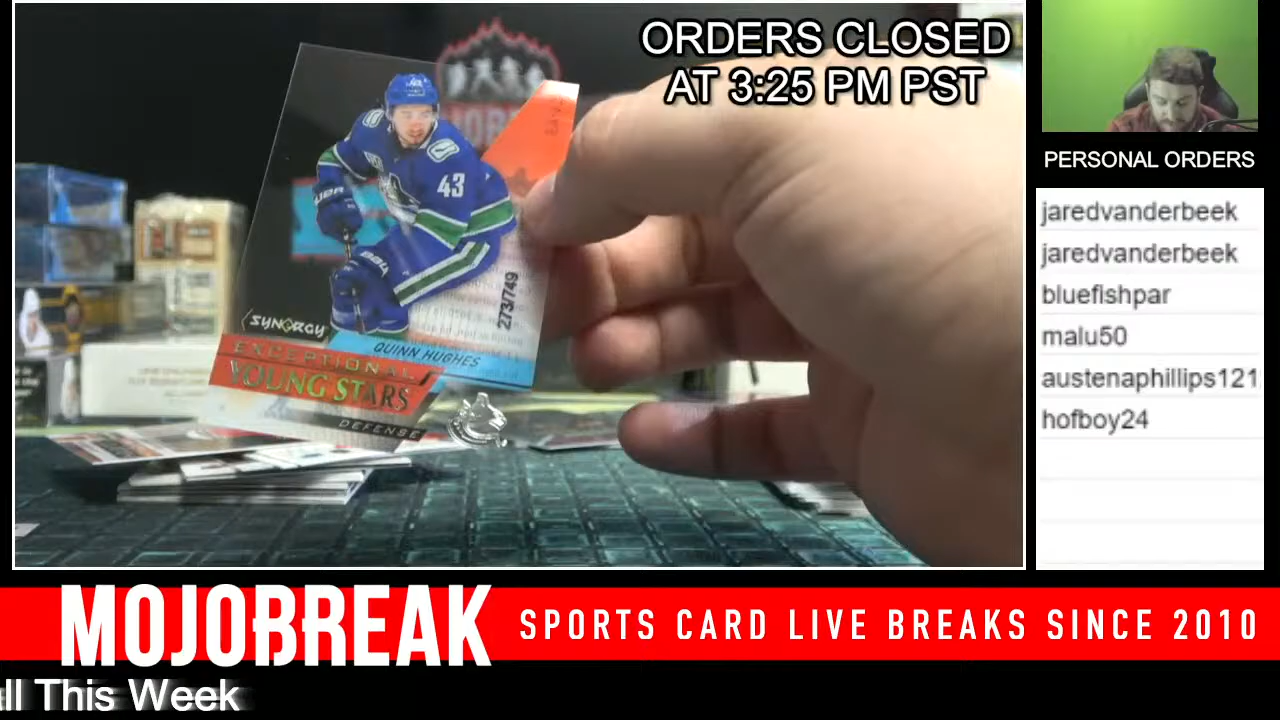 ORDERS CLOSED
AT 3:25 PM PST
43
273/749
SYNERGY
QUINN HUGHES
EXCEPTIONAL
YOUNG STARS
DEFENSE
PERSONAL ORDERS
jaredvanderbeek
jaredvanderbeek
bluefishpar
malu50
austenaphillips121
hofboy24
MOJOBREAK
SPORTS CARD LIVE BREAKS SINCE 2010
all This Week